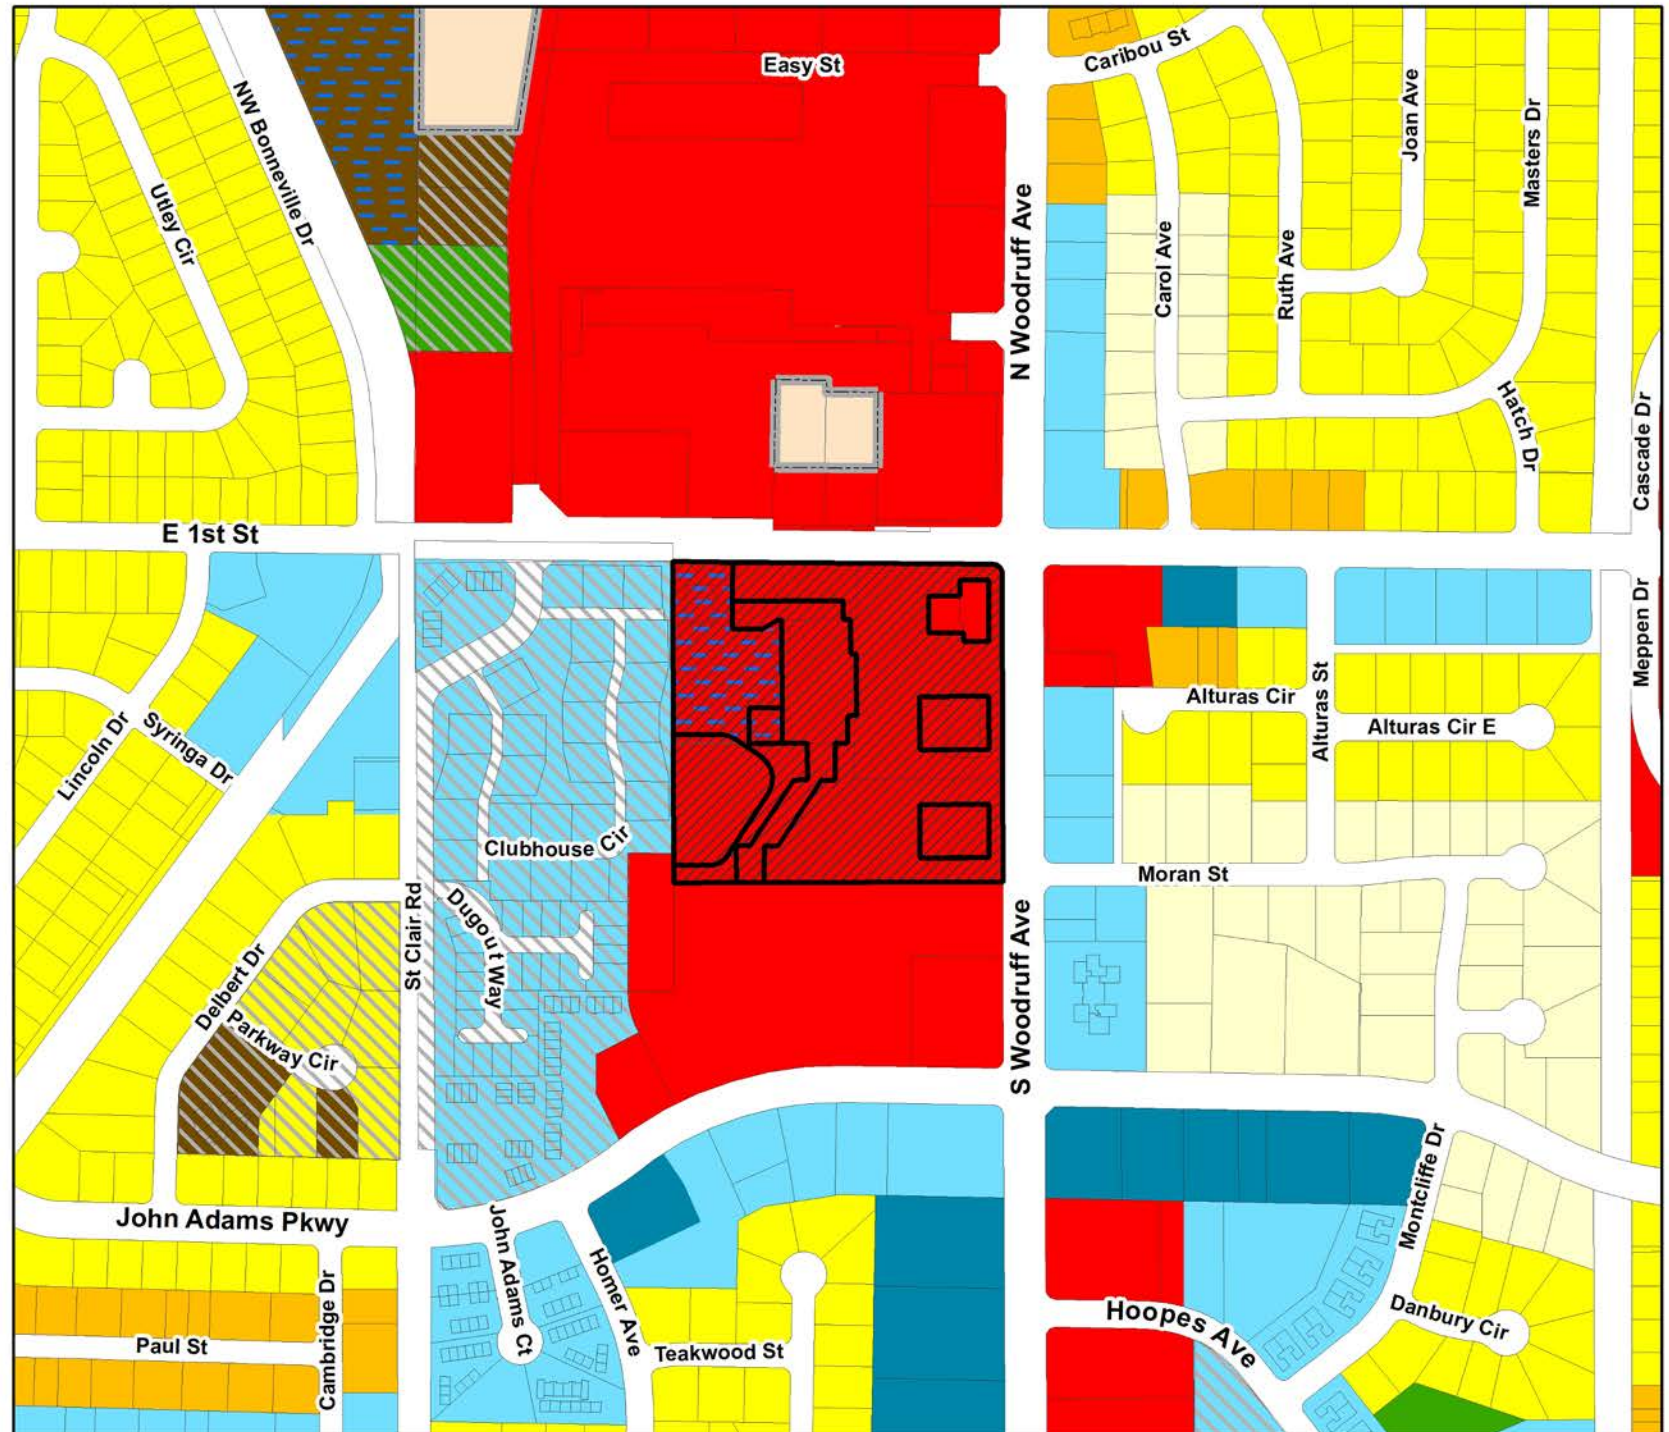 Easy St
Caribou St
NW Bonneville Dr
Joan Ave
Masters Dr
Utley Cir
N Woodruff Ave
Carol Ave
Ruth Ave
Hatch Dr
Cascade Dr
E 1st St
Meppen Dr
Lincoln Dr
Syringa Dr
Alturas Cir
Alturas St
Alturas Cir E
Clubhouse Cir
Moran St
St Clair Rd
Dugout Way
S Woodruff Ave
Delbert Dr
Parkway Cir
Montcliffe Dr
John Adams Pkwy
John Adams Ct
Homer Ave
Cambridge Dr
Paul St
Teakwood St
Hoopes Ave
Danbury Cir